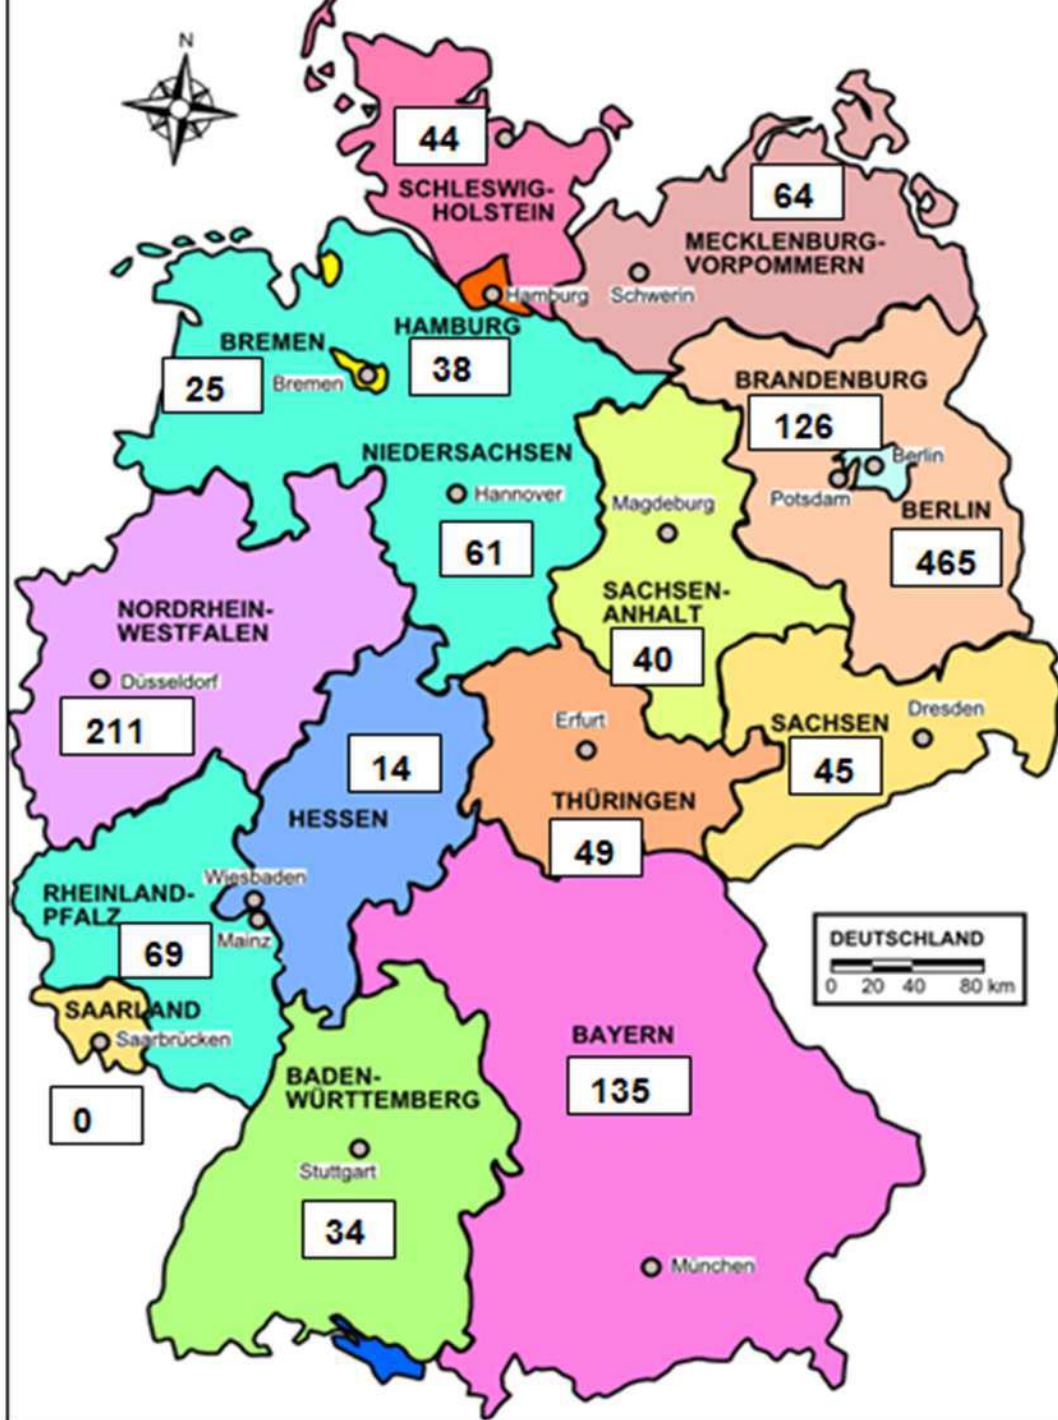 N
44
SCHLESWIG-
HOLSTEIN
64
MECKLENBURG-
VORPOMMERN
Hamburg
Schwerin
HAMBURG
38
BREMEN
Bremen
25
BRANDENBURG
126
Berlin
Potsdam
BERLIN
465
NIEDERSACHSEN
Hannover
61
Magdeburg
SACHSEN-
ANHALT
40
NORDRHEIN-
WESTFALEN
Düsseldorf
211
14
HESSEN
Erfurt
THÜRINGEN
49
Dresden
SACHSEN
45
Wiesbaden
RHEINLAND-
PFALZ
Mainz
69
SAARLAND
Saarbrücken
0
DEUTSCHLAND
0 20 40 80 km
BAYERN
135
BADEN-
WÜRTTEMBERG
Stuttgart
34
München